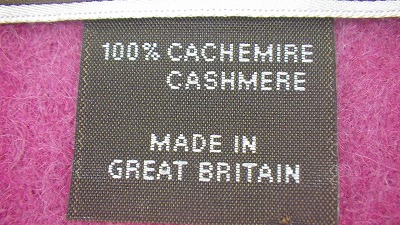 100% CACHEMIRE
CASHMERE
MADE IN
GREAT BRITAIN